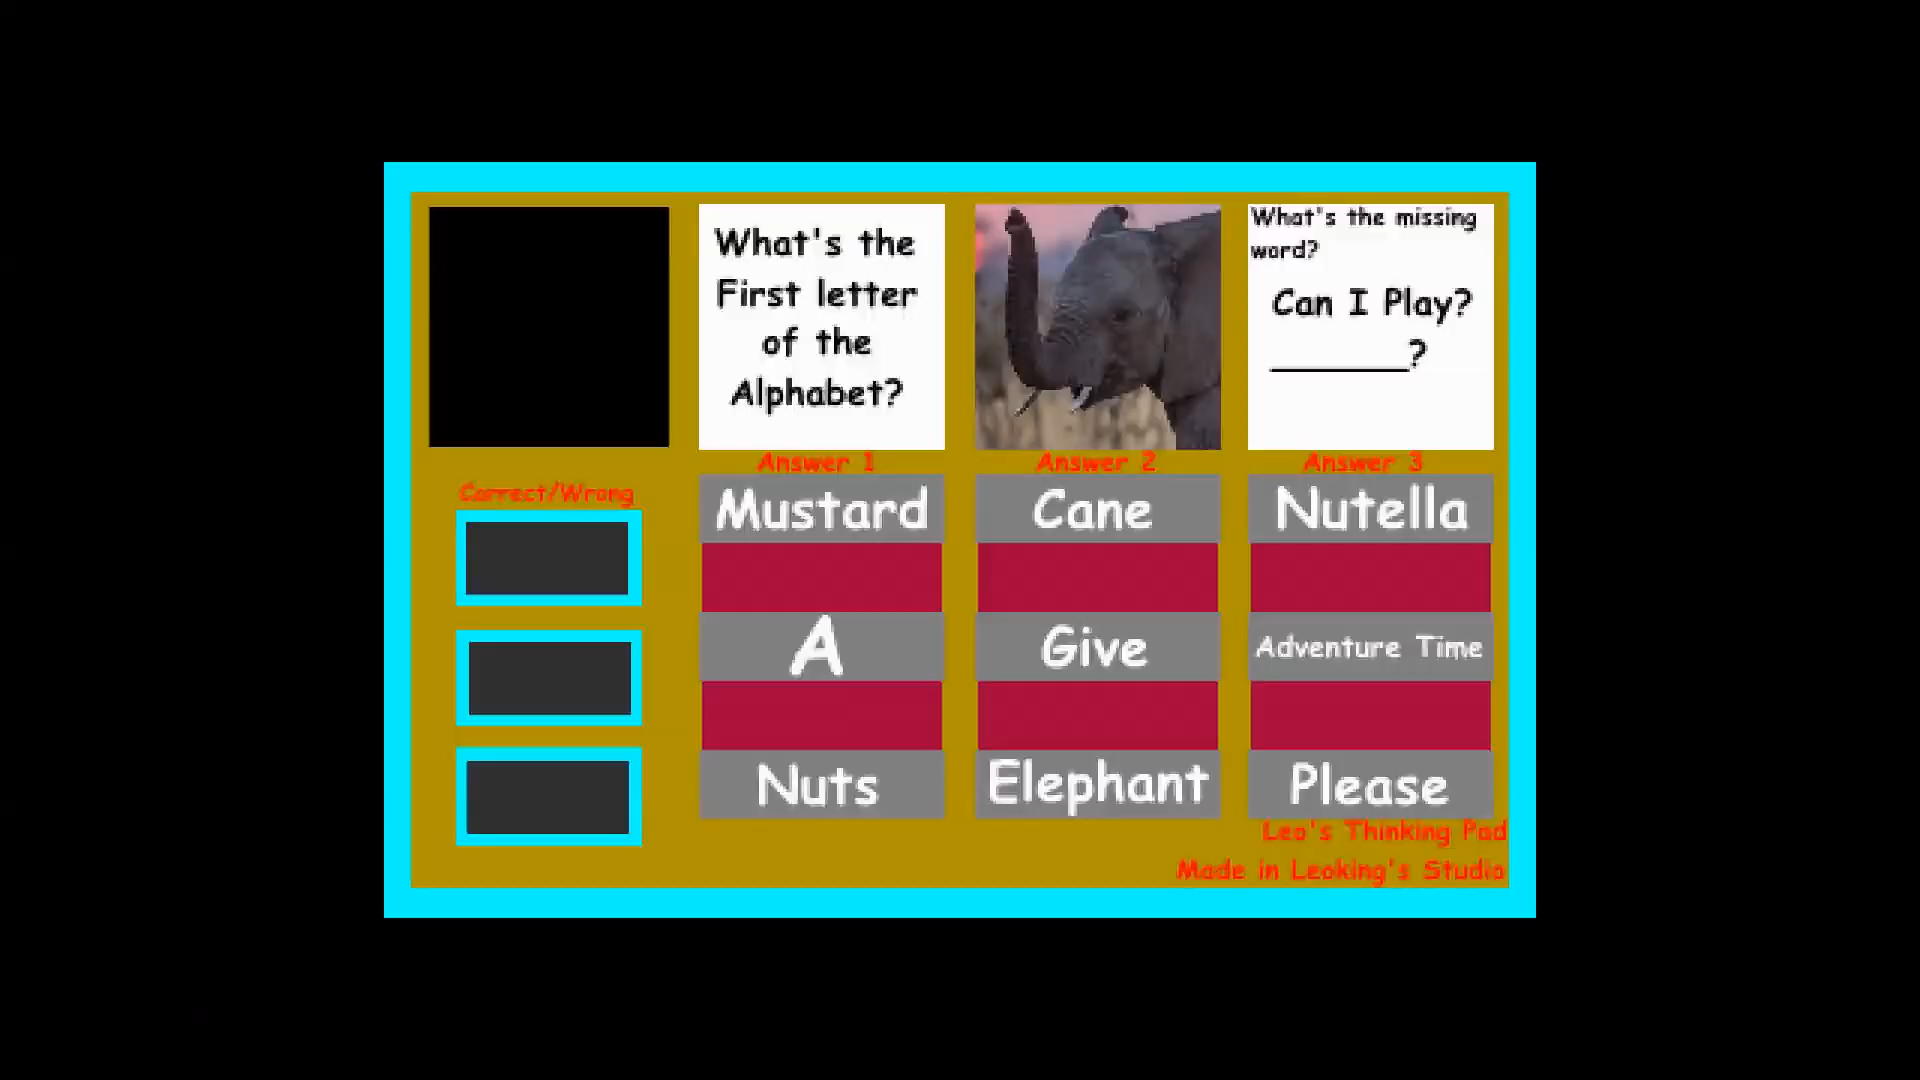 What's the
First letter
of the
Alphabet?
What's the missing
word?
Can I Play?
_______?
Answer 1
Answer 2
Answer 3
Correct/Wrong
Mustard
Cane
Nutella
A
Give
Adventure Time
Nuts
Elephant
Please
Leo's Thinking Pad
Made in Leoking's Studio